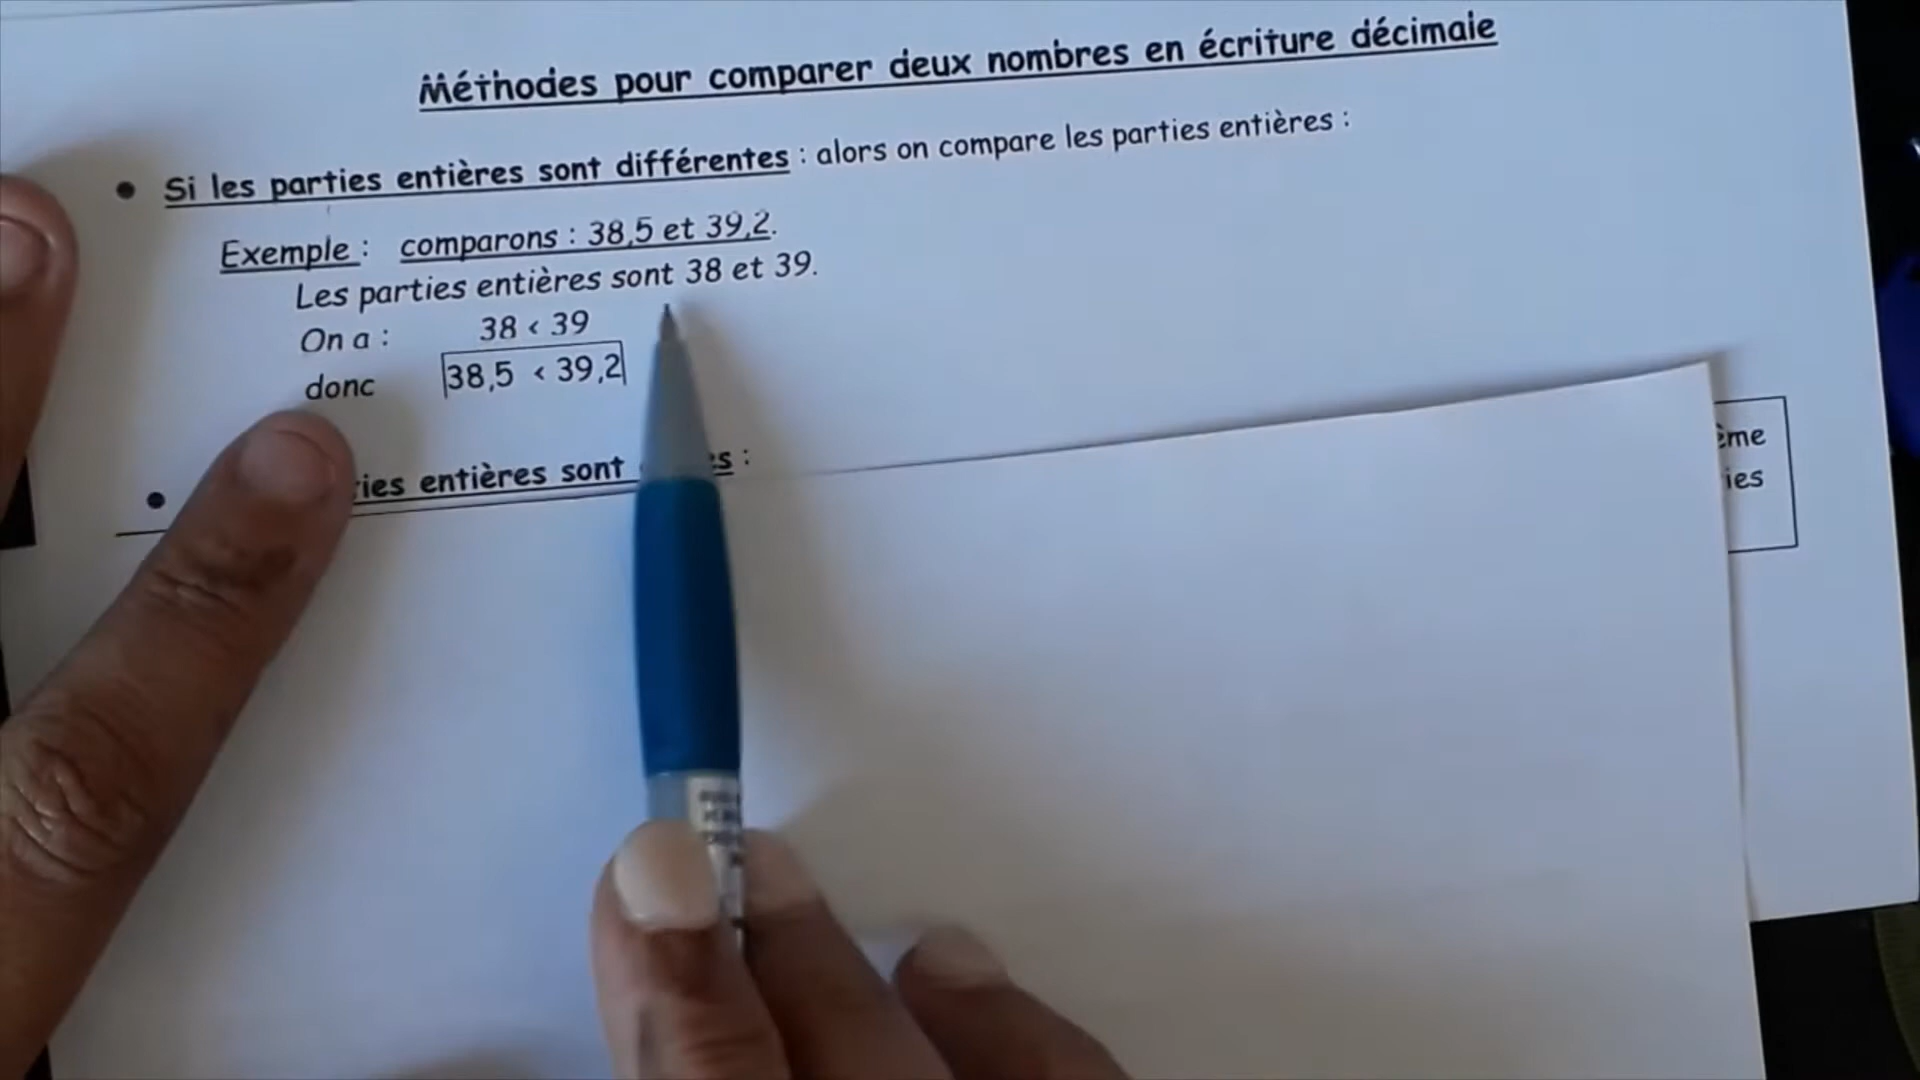 Méthodes pour comparer deux nombres en écriture décimale
• Si les parties entières sont différentes : alors on compare les parties entières :
Exemple : comparons : 38,5 et 39,2.
Les parties entières sont 38 et 39.
On a : 38 < 39
donc 38,5 < 39,2
• entières sont :